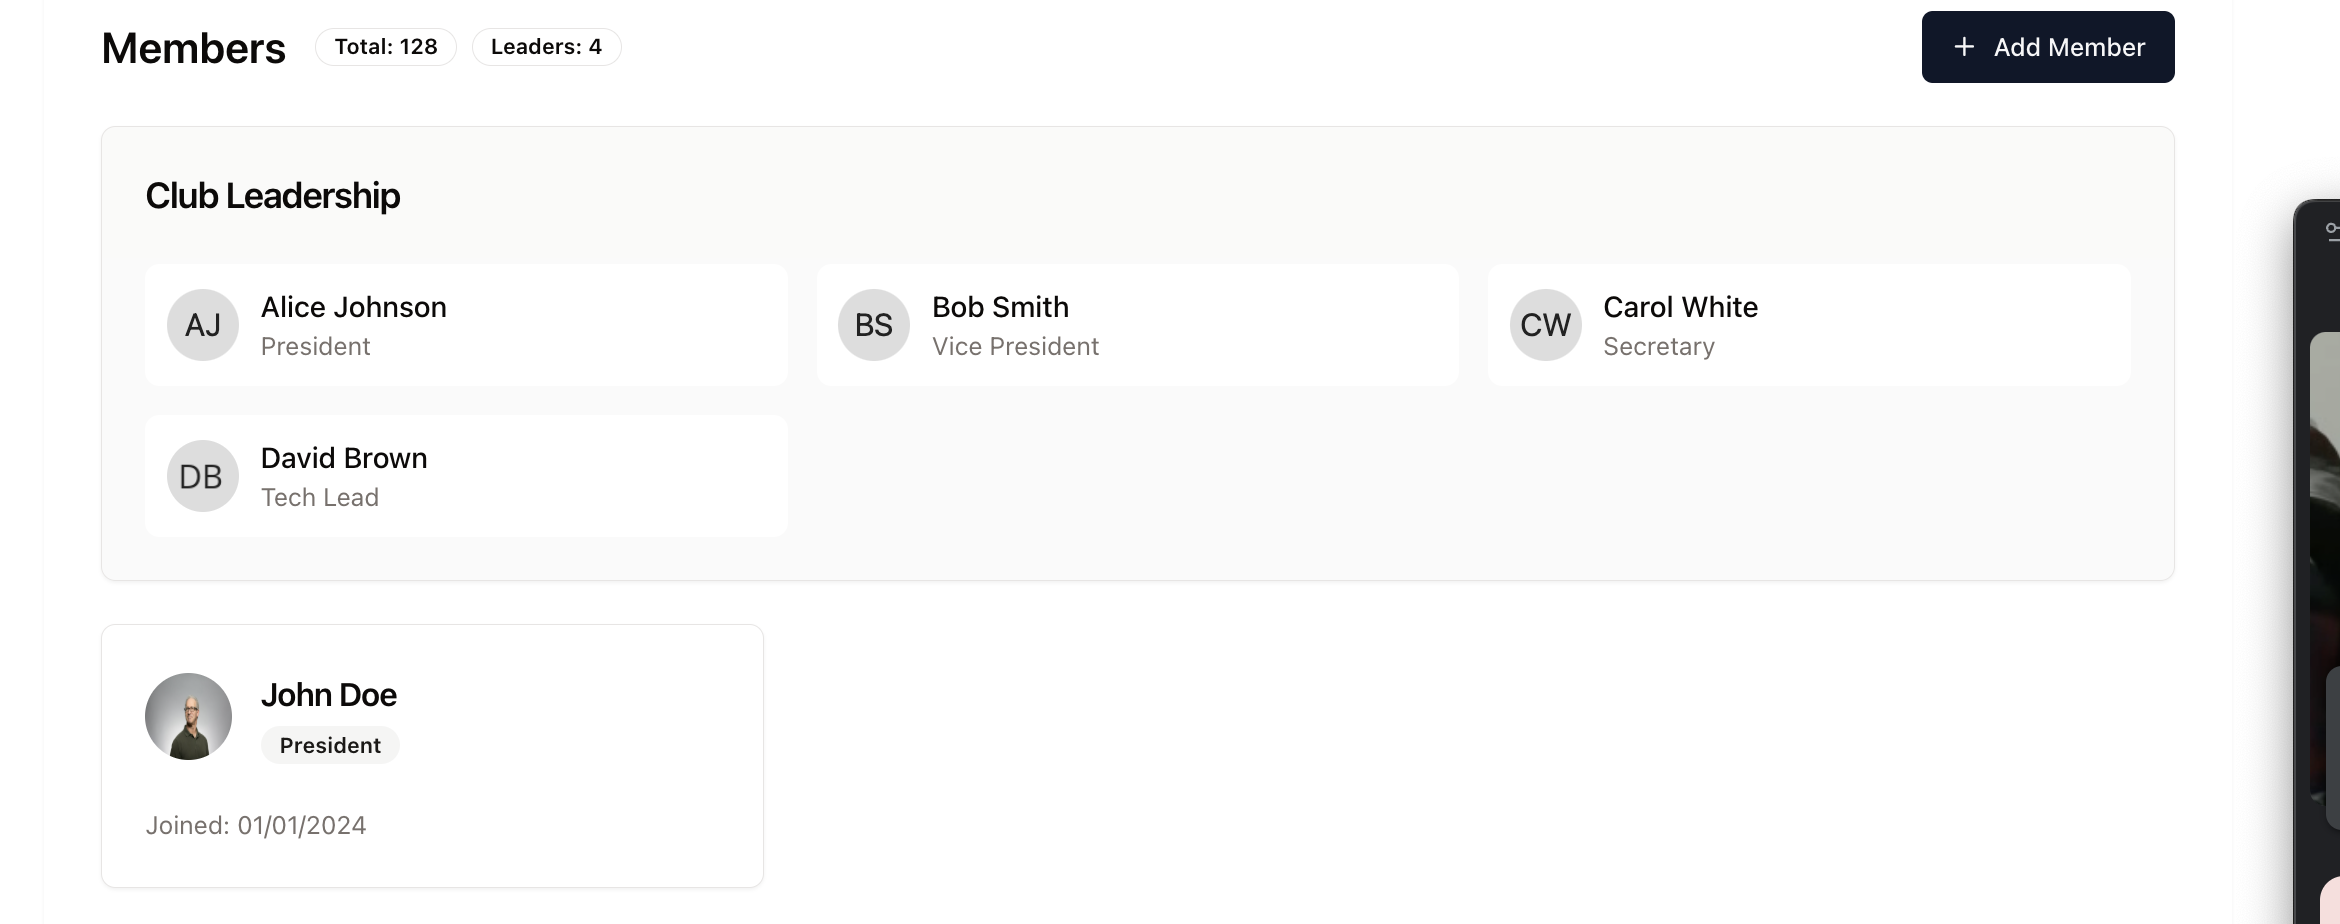 Members
Total: 128
Leaders: 4
+ Add Member
Club Leadership
AJ
Alice Johnson
President
BS
Bob Smith
Vice President
CW
Carol White
Secretary
DB
David Brown
Tech Lead
John Doe
President
Joined: 01/01/2024